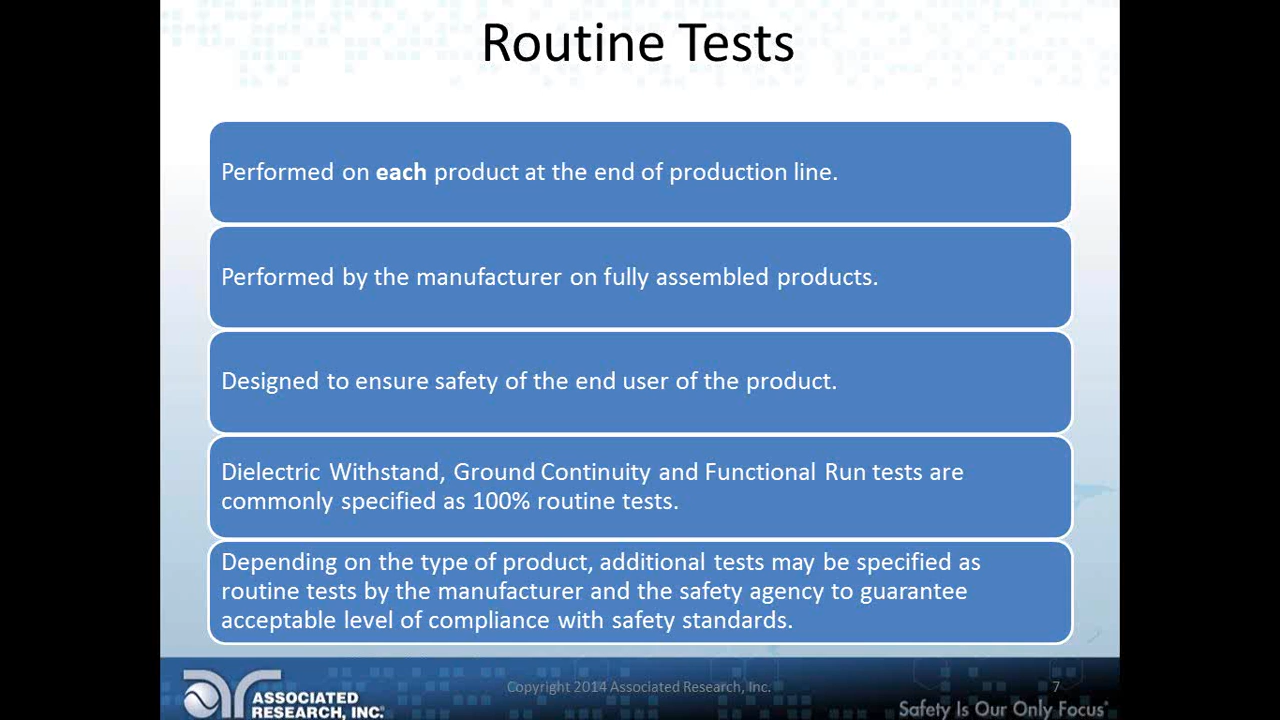 Routine Tests
Performed on each product at the end of production line.
Performed by the manufacturer on fully assembled products.
Designed to ensure safety of the end user of the product.
Dielectric Withstand, Ground Continuity and Functional Run tests are
commonly specified as 100% routine tests.
Depending on the type of product, additional tests may be specified as
routine tests by the manufacturer and the safety agency to guarantee
acceptable level of compliance with safety standards.
ASSOCIATED
RESEARCH, INC.
Copyright 2014 Associated Research, Inc.
7
Safety Is Our Only Focus